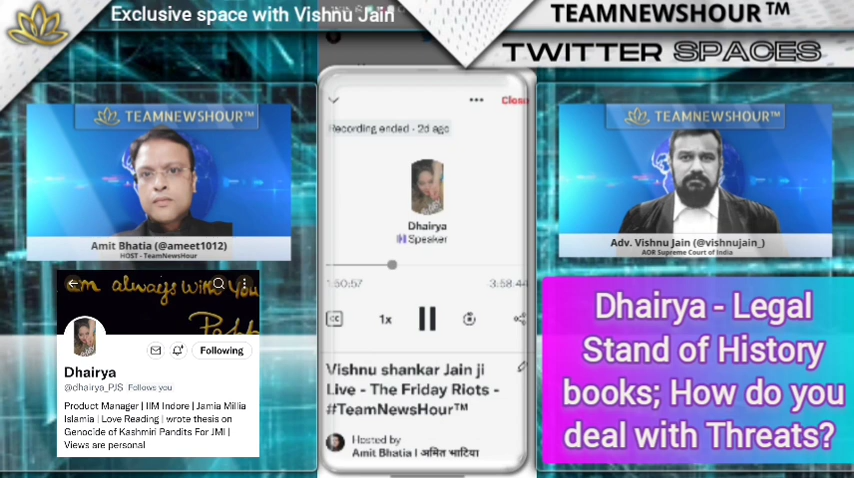 Exclusive space with Vishnu Jain
TEAMNEWSHOUR™
TWITTER SPACES
TEAMNEWSHOUR™
Amit Bhatia (@ameet1012)
HOST - TeamNewsHour
Close
Recording ended · 2d ago
Dhairya
Speaker
1:50:57
-3:58:44
CC
1x
Vishnu shankar Jain ji
Live - The Friday Riots -
#TeamNewsHour™
Hosted by
Amit Bhatia | अमित भाटिया
TEAMNEWSHOUR™
Adv. Vishnu Jain (@vishnujain_)
AOR Supreme Court of India
am always with you
Following
Dhairya
@dhairya_PJS Follows you
Product Manager | IIM Indore | Jamia Millia
Islamia | Love Reading | wrote thesis on
Genocide of Kashmiri Pandits For JMI |
Views are personal
Dhairya - Legal
Stand of History
books; How do you
deal with Threats?